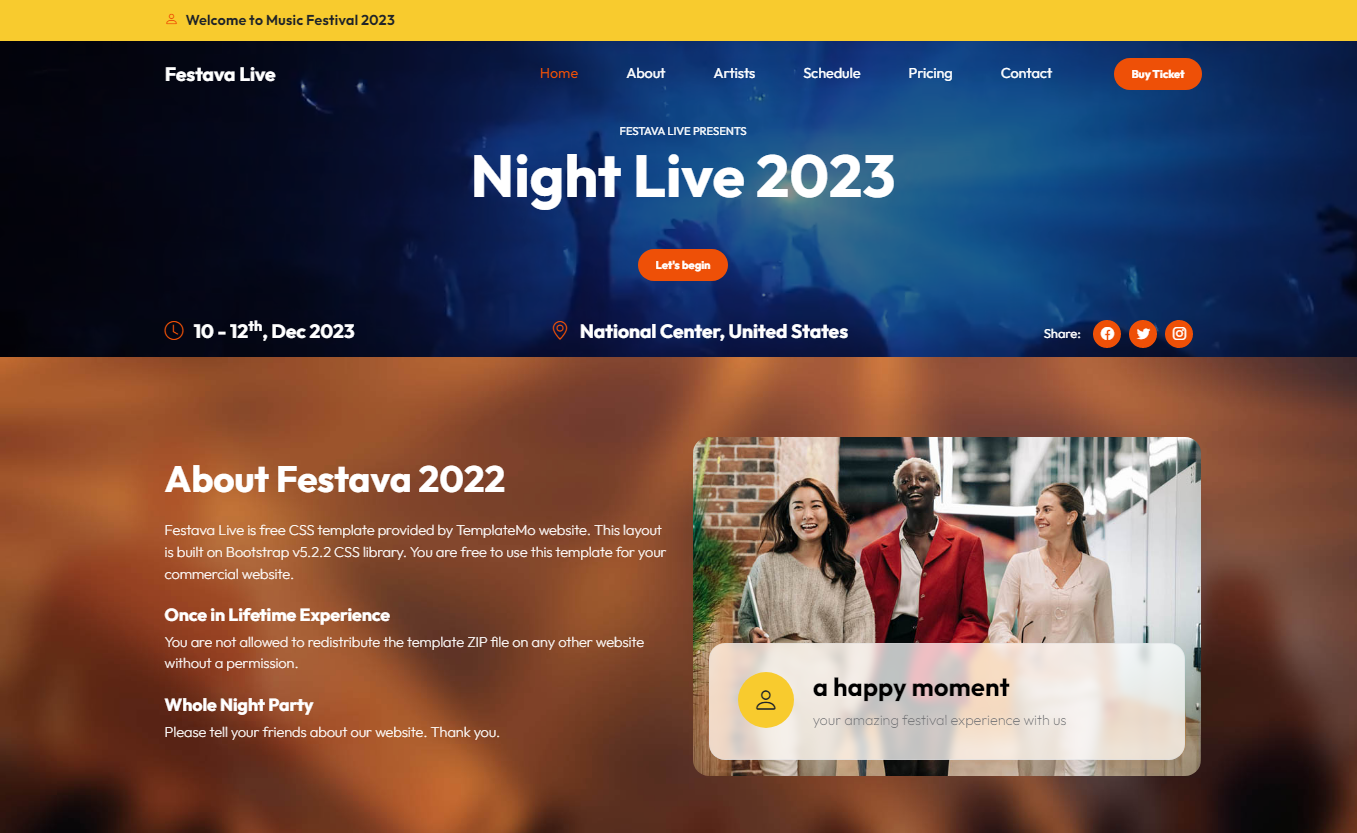 Welcome to Music Festival 2023
Festava Live
Home
About
Artists
Schedule
Pricing
Contact
Buy Ticket
FESTAVA LIVE PRESENTS
Night Live 2023
Let's begin
10 - 12th, Dec 2023
National Center, United States
Share:
About Festava 2022
Festava Live is free CSS template provided by TemplateMo website. This layout
is built on Bootstrap v5.2.2 CSS library. You are free to use this template for your
commercial website.
Once in Lifetime Experience
You are not allowed to redistribute the template ZIP file on any other website
without a permission.
Whole Night Party
Please tell your friends about our website. Thank you.
a happy moment
your amazing festival experience with us